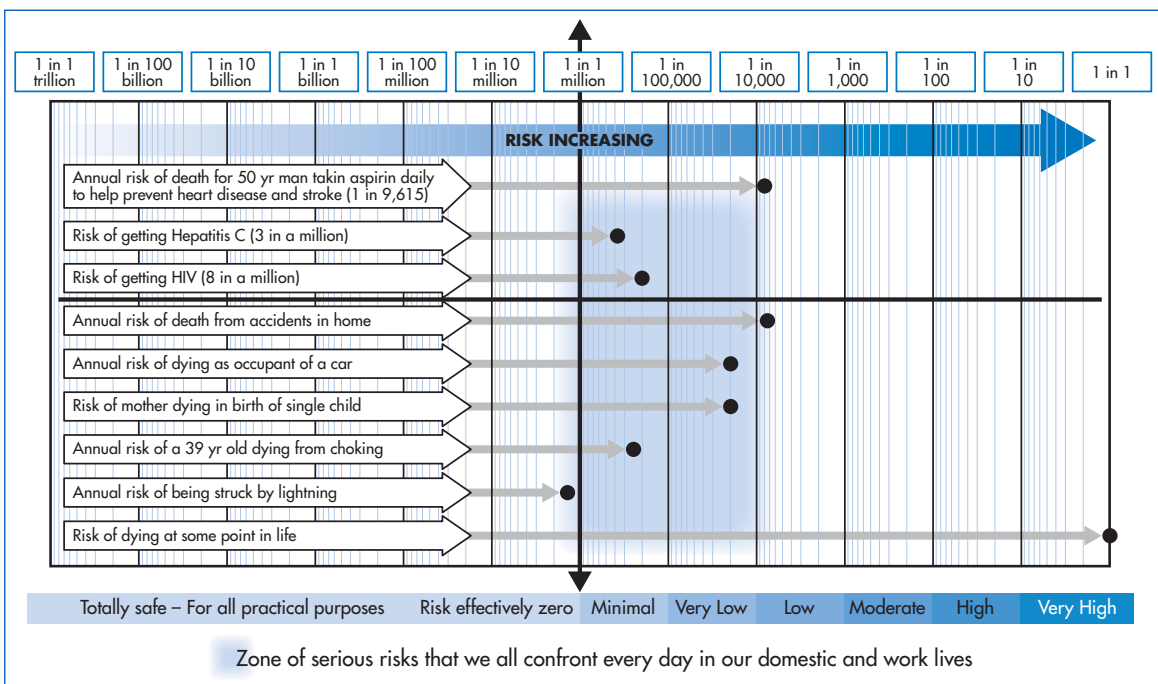 1 in 1
trillion
1 in 100
billion
1 in 10
billion
1 in 1
billion
1 in 100
million
1 in 10
million
1 in 1
million
1 in
100,000
1 in
10,000
1 in
1,000
1 in
100
1 in
10
1 in 1
RISK INCREASING
Annual risk of death for 50 yr man takin aspirin daily
to help prevent heart disease and stroke (1 in 9,615)
Risk of getting Hepatitis C (3 in a million)
Risk of getting HIV (8 in a million)
Annual risk of death from accidents in home
Annual risk of dying as occupant of a car
Risk of mother dying in birth of single child
Annual risk of a 39 yr old dying from choking
Annual risk of being struck by lightning
Risk of dying at some point in life
Totally safe – For all practical purposes
Risk effectively zero
Minimal
Very Low
Low
Moderate
High
Very High
Zone of serious risks that we all confront every day in our domestic and work lives